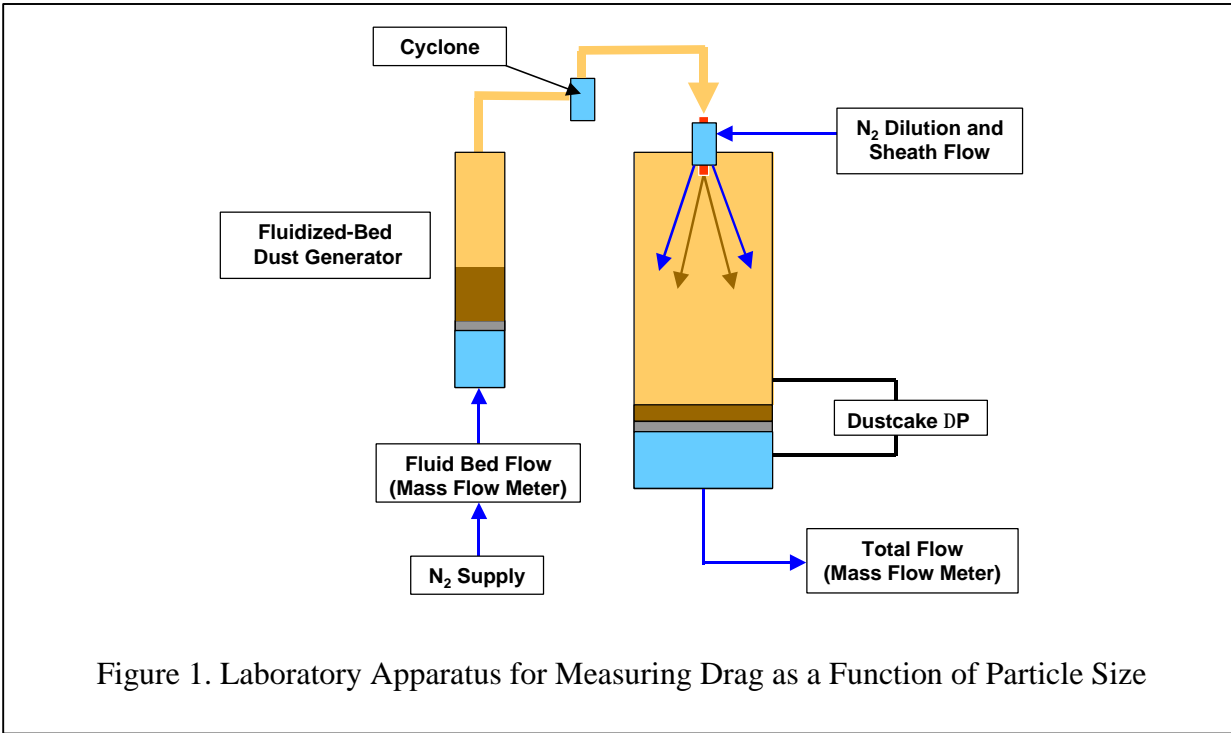 Cyclone
N₂ Dilution and
Sheath Flow
Fluidized-Bed
Dust Generator
Dustcake DP
Fluid Bed Flow
(Mass Flow Meter)
Total Flow
(Mass Flow Meter)
N₂ Supply
Figure 1. Laboratory Apparatus for Measuring Drag as a Function of Particle Size